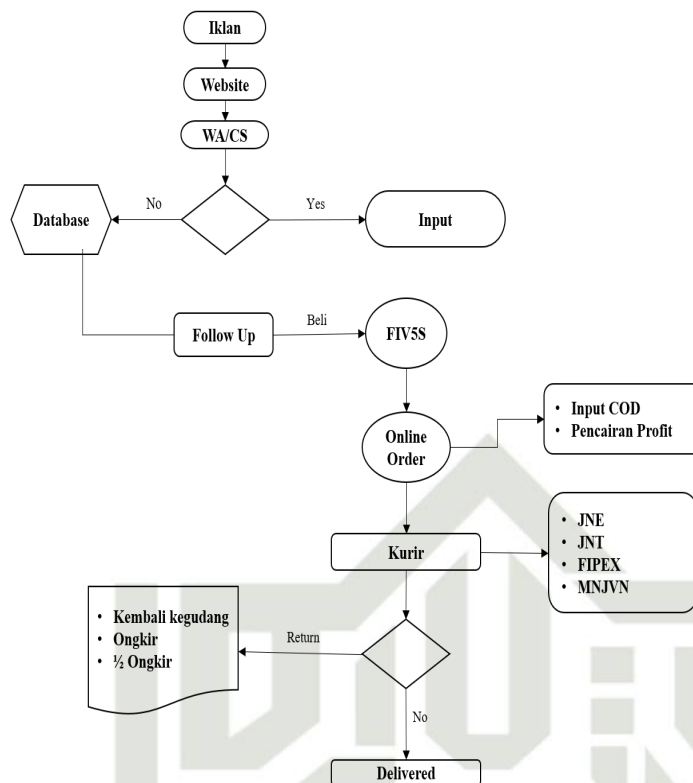 Iklan
Website
WA/CS
No
Yes
Database
Input
Follow Up
Beli
FIV5S
• Input COD
• Pencairan Profit
Online
Order
• JNE
• JNT
• FIPEX
• MNJVN
Kurir
• Kembali kegudang
• Ongkir
• ½ Ongkir
Return
No
Delivered